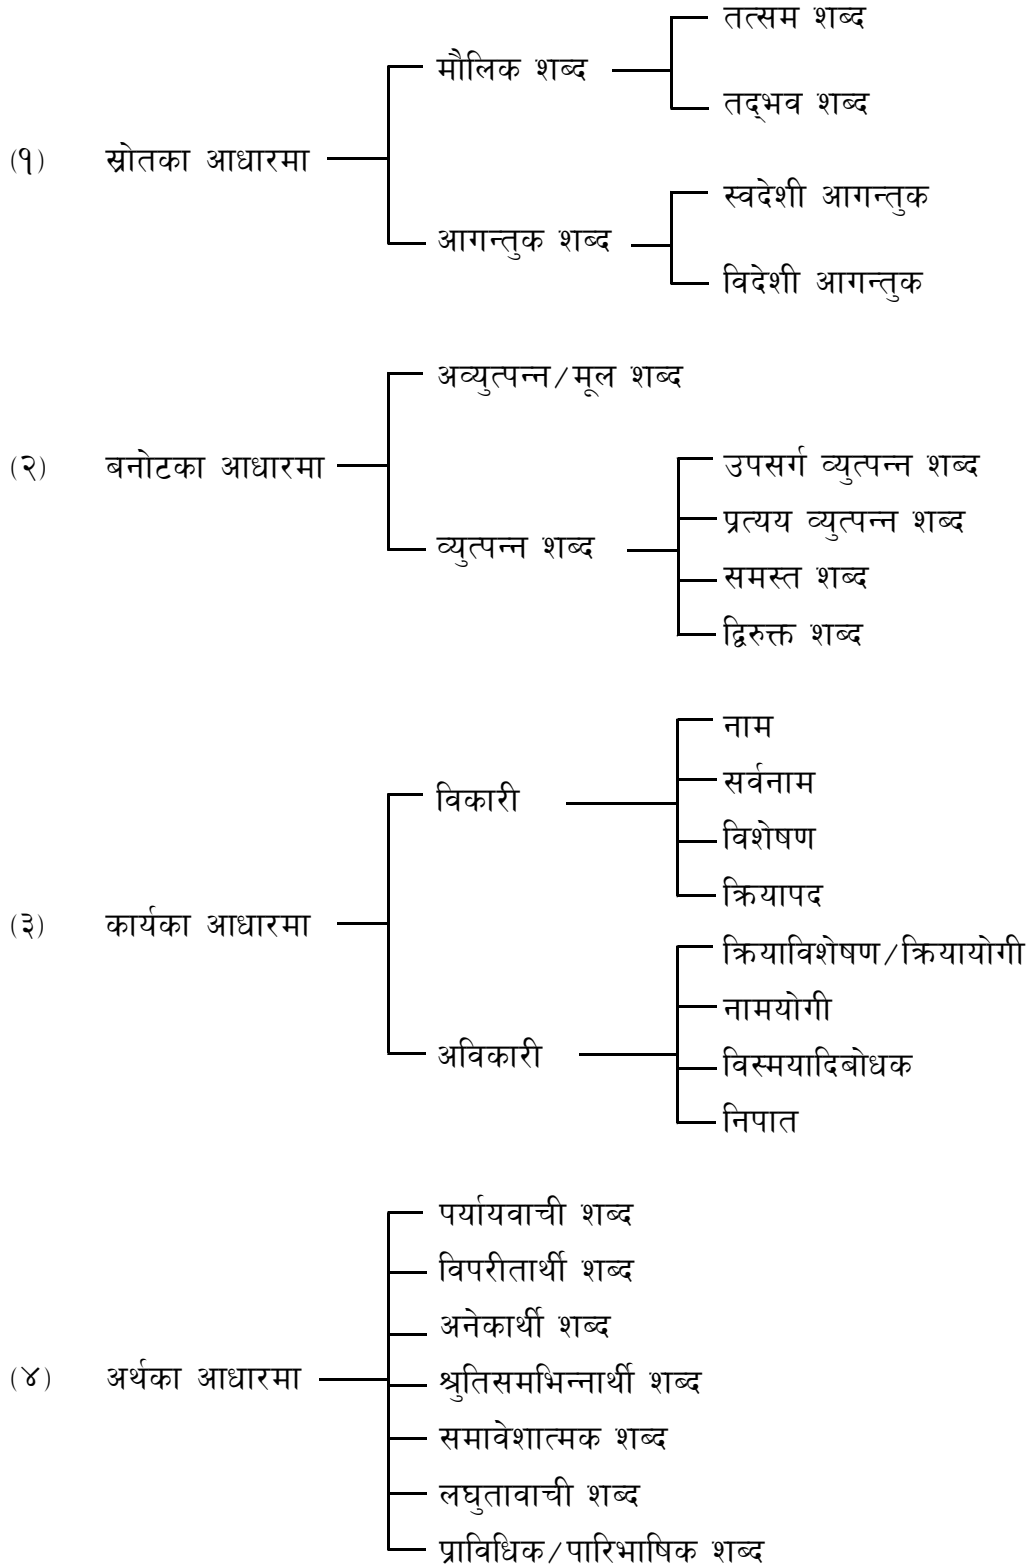 तत्सम शब्द
मौलिक शब्द
तद्‌भव शब्द
(१) स्रोतका आधारमा
स्वदेशी आगन्तुक
आगन्तुक शब्द
विदेशी आगन्तुक
अव्युत्पन्न/मूल शब्द
उपसर्ग व्युत्पन्न शब्द
(२) बनोटका आधारमा
प्रत्यय व्युत्पन्न शब्द
व्युत्पन्न शब्द
समस्त शब्द
द्विरुक्त शब्द
नाम
सर्वनाम
विकारी
विशेषण
क्रियापद
(३) कार्यका आधारमा
क्रियाविशेषण/क्रियायोगी
नामयोगी
अविकारी
विस्मयादिबोधक
निपात
पर्यायवाची शब्द
विपरीतार्थी शब्द
अनेकार्थी शब्द
(४) अर्थका आधारमा
श्रुतिसमभिन्नार्थी शब्द
समावेशात्मक शब्द
लघुतावाची शब्द
प्राविधिक/पारिभाषिक शब्द